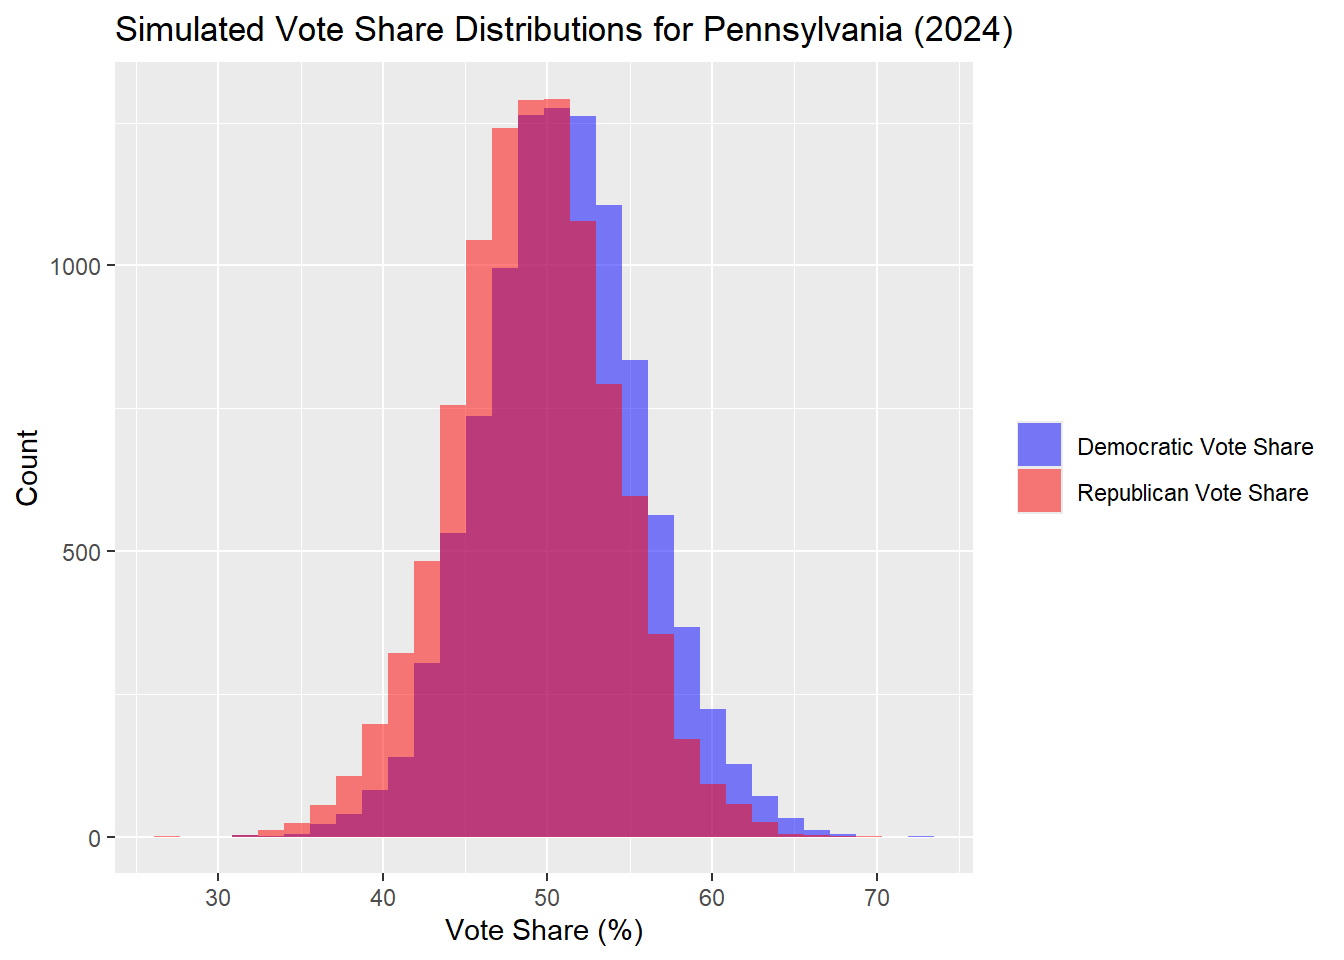 Simulated Vote Share Distributions for Pennsylvania (2024)
Count
1000
500
0
30 40 50 60 70
Vote Share (%)
Democratic Vote Share
Republican Vote Share